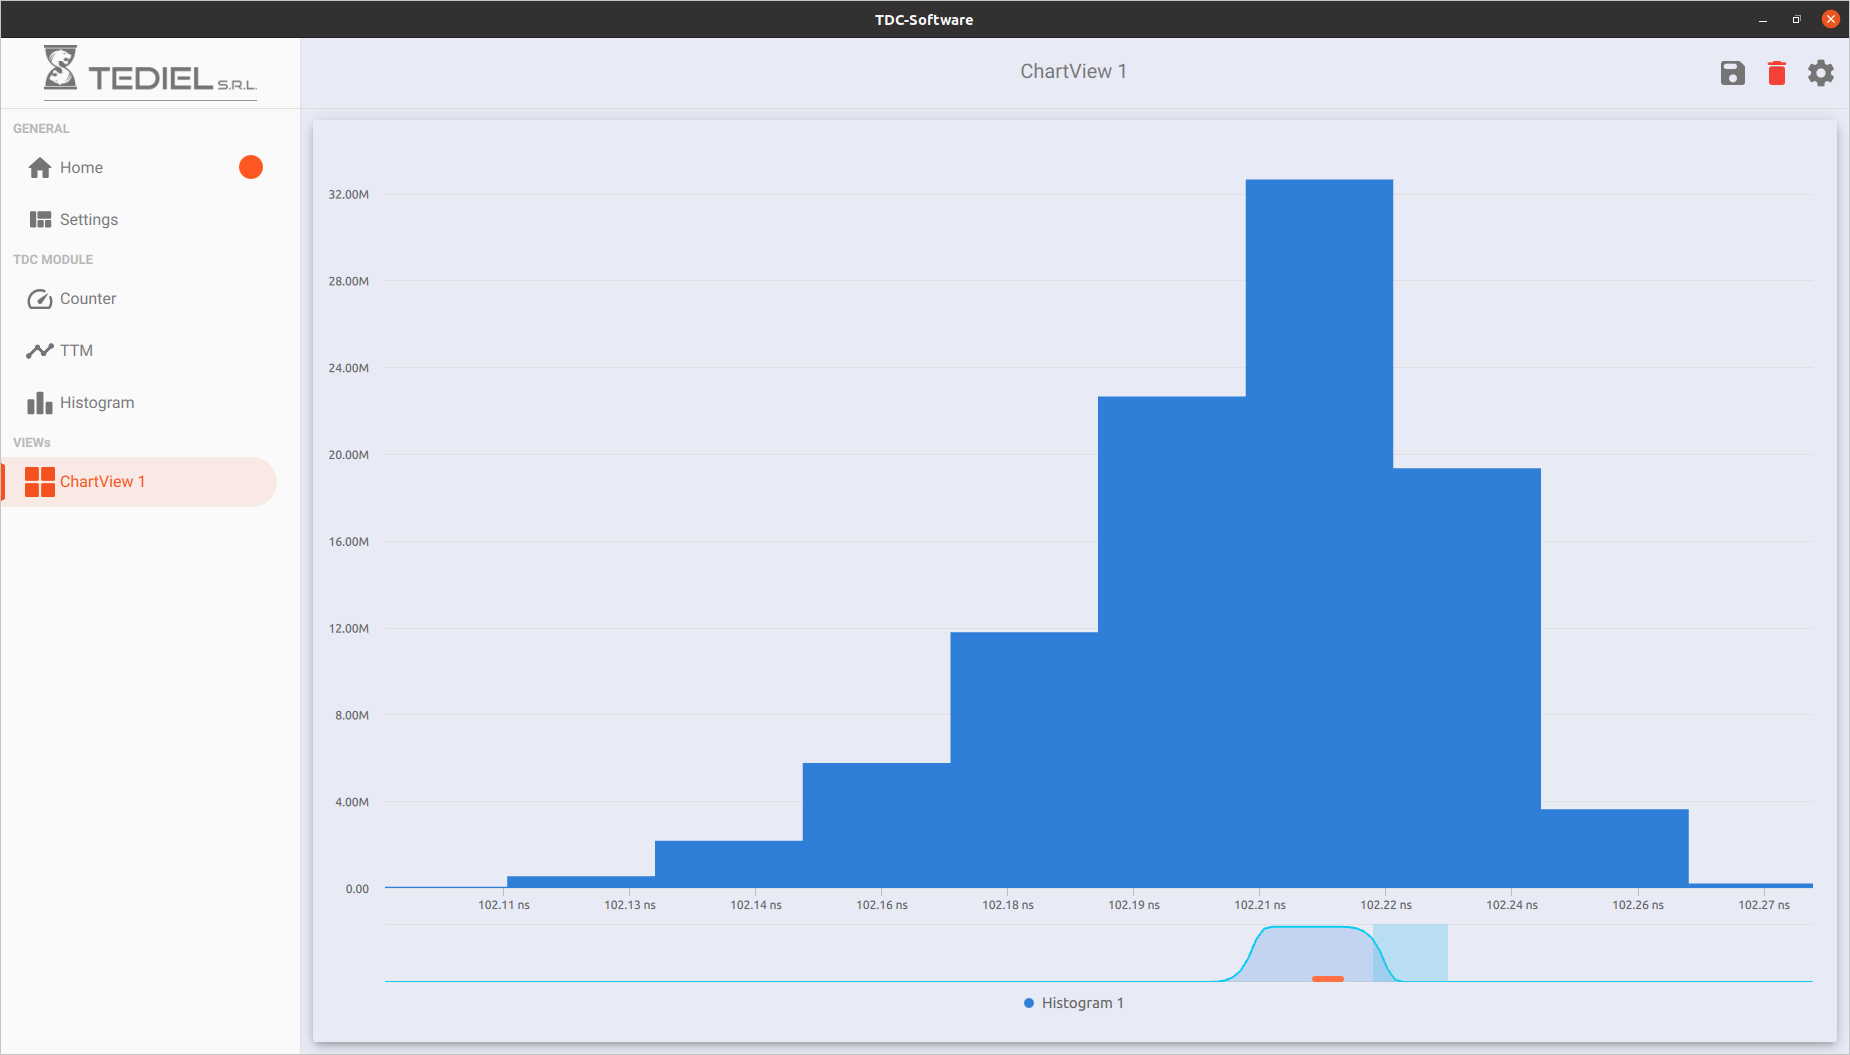 TDC-Software
TEDIEL S.R.L.
ChartView 1
GENERAL
Home
Settings
TDC MODULE
Counter
TTM
Histogram
VIEWs
ChartView 1
32.00M
28.00M
24.00M
20.00M
16.00M
12.00M
8.00M
4.00M
0.00
102.11 ns 102.13 ns 102.14 ns 102.16 ns 102.18 ns 102.19 ns 102.21 ns 102.22 ns 102.24 ns 102.26 ns 102.27 ns
Histogram 1